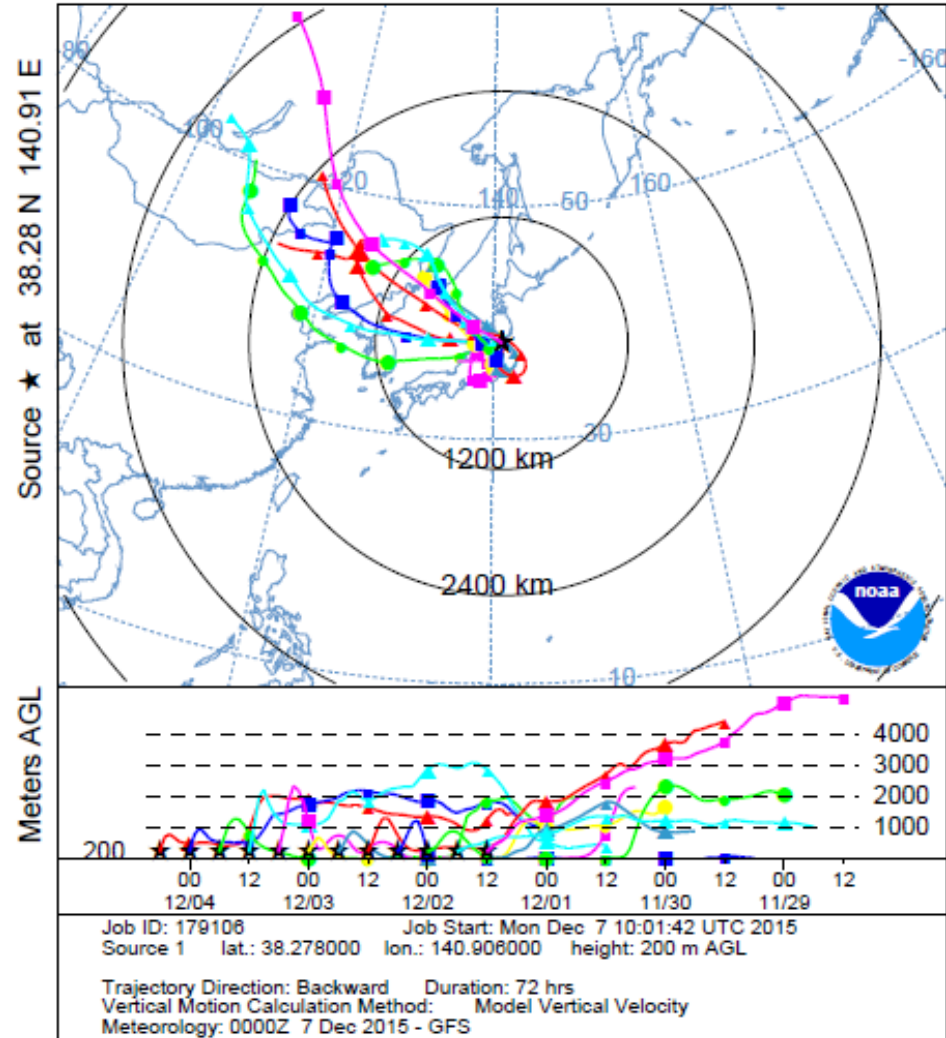 Source ★ at 38.28 N 140.91 E
80
100
20
140
50
160
-160
160
30
1200 km
2400 km
10
noaa
Meters AGL
4000
3000
2000
1000
200
00 12 00 12 00 12 00 12 00 12 00 12
12/04 12/03 12/02 12/01 11/30 11/29
Job ID: 179106 Job Start: Mon Dec 7 10:01:42 UTC 2015
Source 1 lat.: 38.278000 lon.: 140.906000 height: 200 m AGL
Trajectory Direction: Backward Duration: 72 hrs
Vertical Motion Calculation Method: Model Vertical Velocity
Meteorology: 0000Z 7 Dec 2015 - GFS